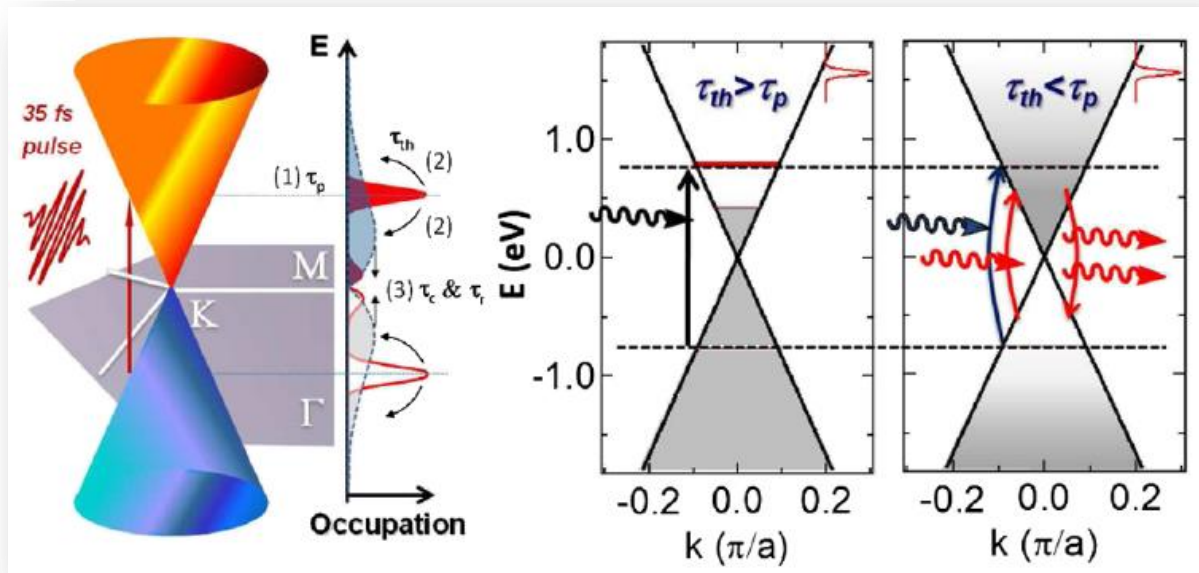 35 fs
pulse
E
τth
(2)
(1) τp
(2)
M
(3) τc & τr
K
Γ
Occupation
τth>τp
τth<τp
E (eV)
1.0
0.0
-1.0
-0.2
0.0
0.2
-0.2
0.0
0.2
k (π/a)
k (π/a)